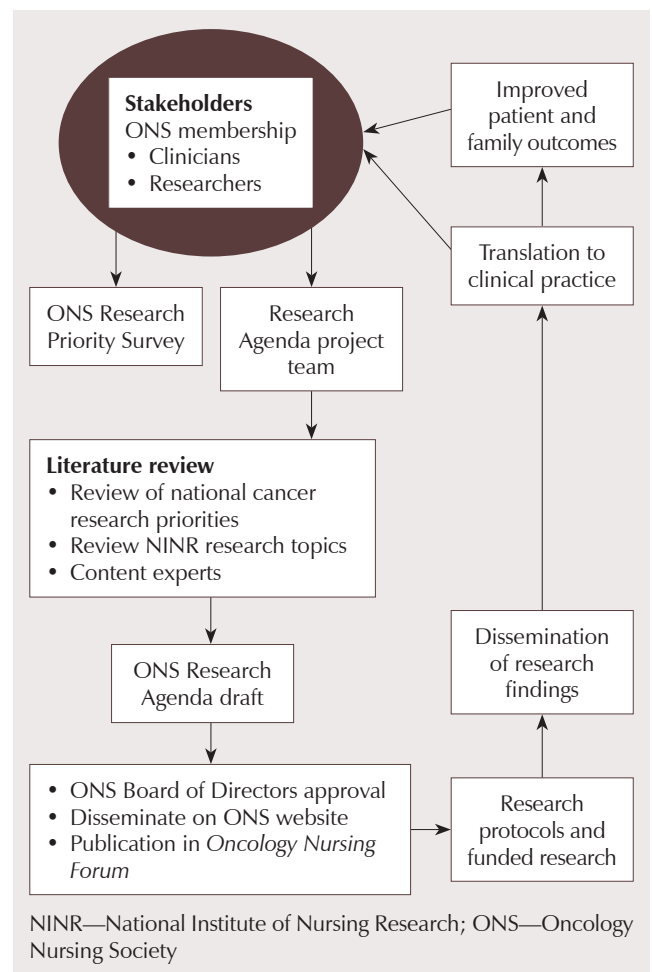 Stakeholders
ONS membership
• Clinicians
• Researchers
Improved
patient and
family outcomes
Translation to
clinical practice
ONS Research
Priority Survey
Research
Agenda project
team
Literature review
• Review of national cancer
research priorities
• Review NINR research topics
• Content experts
ONS Research
Agenda draft
Dissemination
of research
findings
• ONS Board of Directors approval
• Disseminate on ONS website
• Publication in Oncology Nursing
Forum
Research
protocols and
funded research
NINR—National Institute of Nursing Research; ONS—Oncology
Nursing Society